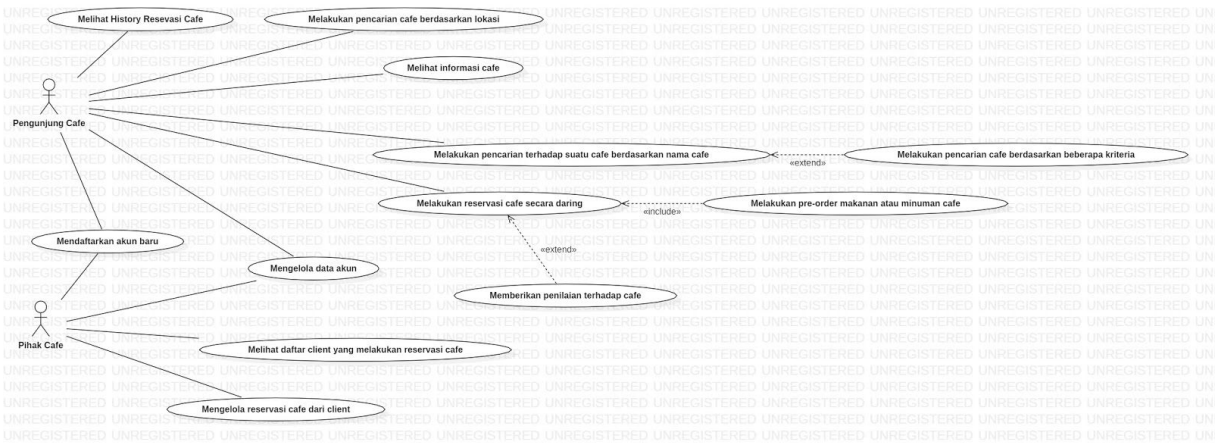 Melihat History Resevasi Cafe
Melakukan pencarian cafe berdasarkan lokasi
Melihat informasi cafe
Pengunjung Cafe
Melakukan pencarian terhadap suatu cafe berdasarkan nama cafe
«extend»
Melakukan pencarian cafe berdasarkan beberapa kriteria
Melakukan reservasi cafe secara daring
«include»
Melakukan pre-order makanan atau minuman cafe
Mendaftarkan akun baru
«extend»
Mengelola data akun
Memberikan penilaian terhadap cafe
Pihak Cafe
Melihat daftar client yang melakukan reservasi cafe
Mengelola reservasi cafe dari client